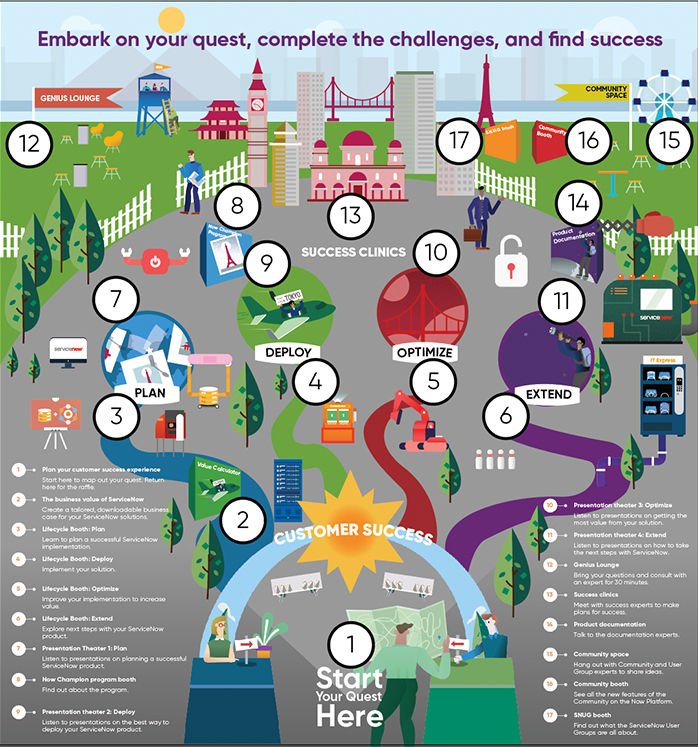 Embark on your quest, complete the challenges, and find success
GENIUS LOUNGE
COMMUNITY
SPACE
12
17
SNUG booth
Community
Booth
16
15
8
13
14
Now Champion
Program
Product
Documentation
9
SUCCESS CLINICS
10
7
TOKYO
11
servicenow
servicenow
DEPLOY
OPTIMIZE
IT Express
PLAN
4
5
EXTEND
3
6
Value Calculator
2
CUSTOMER SUCCESS
1
Start
Your Quest
Here
1 Plan your customer success experience
Start here to map out your quest. Return
here for the raffle.
2 The business value of ServiceNow
Create a tailored, downloadable business
case for your ServiceNow solutions.
3 Lifecycle Booth: Plan
Learn to plan a successful ServiceNow
implementation.
4 Lifecycle Booth: Deploy
Implement your solution.
5 Lifecycle Booth: Optimize
Improve your implementation to increase
value.
6 Lifecycle Booth: Extend
Explore next steps with your ServiceNow
product.
7 Presentation Theater 1: Plan
Listen to presentations on planning a successful
ServiceNow product.
8 New Champion program booth
Find out about the program.
9 Presentation theater 2: Deploy
Listen to presentations on the best way to
deploy your ServiceNow product.
10 Presentation theater 3: Optimize
Listen to presentations on getting the
most value from your solution.
11 Presentation theater 4: Extend
Listen to presentations on how to take
the next steps with ServiceNow.
12 Genius Lounge
Bring your questions and consult with
an expert for 30 minutes.
13 Success clinics
Meet with success experts to make
plans for success.
14 Product documentation
Talk to the documentation experts.
15 Community space
Hang out with Community and User
Group experts to share ideas.
16 Community booth
See all the new features of the
Community on the Now Platform.
17 SNUG booth
Find out what the ServiceNow User
Groups are all about.